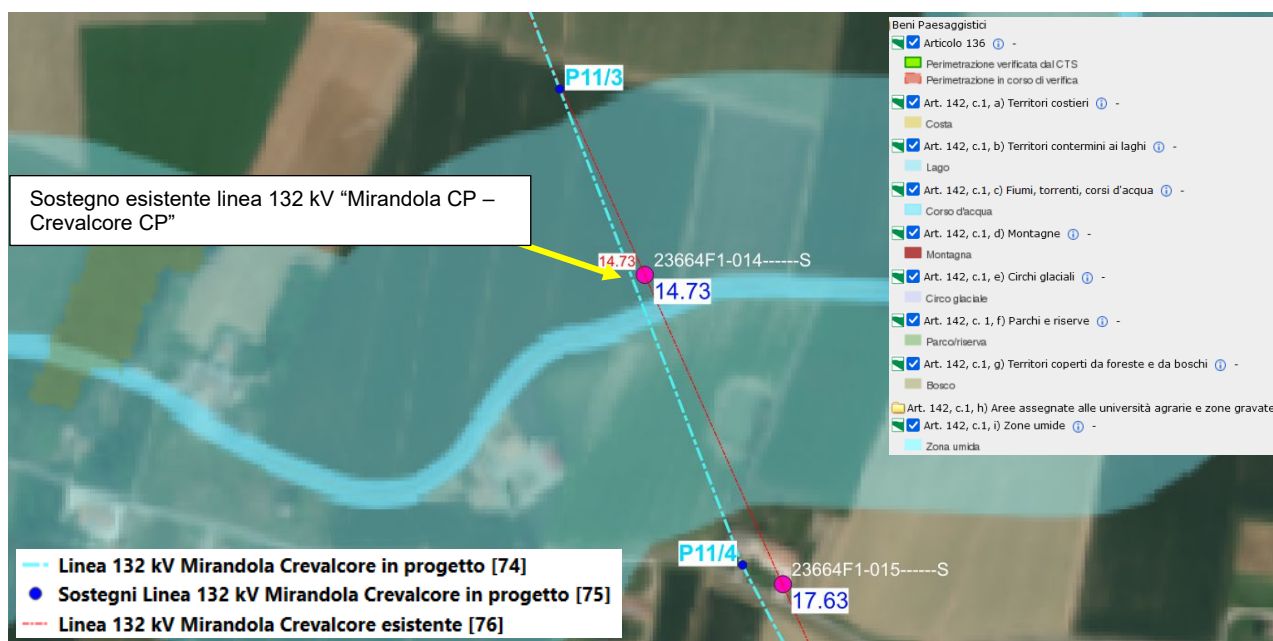 P11/3
Sostegno esistente linea 132 kV “Mirandola CP –
Crevalcore CP”
14.73
23664F1-014------S
14.73
P11/4
23664F1-015------S
17.63
Beni Paesaggistici
Articolo 136 ⓘ -
Perimetrazione verificata dal CTS
Perimetrazione in corso di verifica
Art. 142, c.1, a) Territori costieri ⓘ -
Costa
Art. 142, c.1, b) Territori contermini ai laghi ⓘ -
Lago
Art. 142, c.1, c) Fiumi, torrenti, corsi d'acqua ⓘ -
Corso d'acqua
Art. 142, c.1, d) Montagne ⓘ -
Montagna
Art. 142, c.1, e) Circhi glaciali ⓘ -
Circo glaciale
Art. 142, c. 1, f) Parchi e riserve ⓘ -
Parco/riserva
Art. 142, c.1, g) Territori coperti da foreste e da boschi ⓘ -
Bosco
Art. 142, c.1, h) Aree assegnate alle università agrarie e zone gravate
Art. 142, c.1, i) Zone umide ⓘ -
Zona umida
Linea 132 kV Mirandola Crevalcore in progetto [74]
Sostegni Linea 132 kV Mirandola Crevalcore in progetto [75]
Linea 132 kV Mirandola Crevalcore esistente [76]